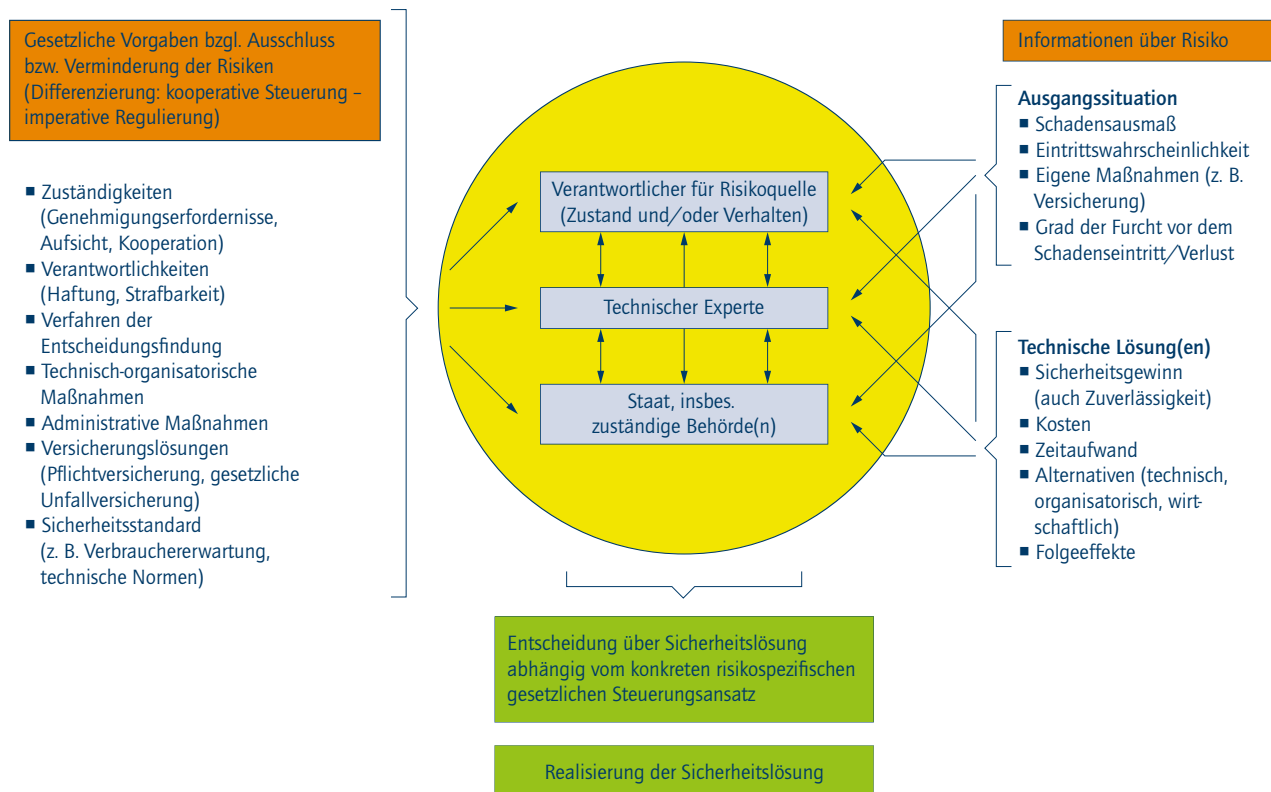 Gesetzliche Vorgaben bzgl. Ausschluss
bzw. Verminderung der Risiken
(Differenzierung: kooperative Steuerung –
imperative Regulierung)
■ Zuständigkeiten
(Genehmigungserfordernisse,
Aufsicht, Kooperation)
■ Verantwortlichkeiten
(Haftung, Strafbarkeit)
■ Verfahren der
Entscheidungsfindung
■ Technisch-organisatorische
Maßnahmen
■ Administrative Maßnahmen
■ Versicherungslösungen
(Pflichtversicherung, gesetzliche
Unfallversicherung)
■ Sicherheitsstandard
(z. B. Verbrauchererwartung,
technische Normen)
Verantwortlicher für Risikoquelle
(Zustand und/oder Verhalten)
Technischer Experte
Staat, insbes.
zuständige Behörde(n)
Informationen über Risiko
Ausgangssituation
■ Schadensausmaß
■ Eintrittswahrscheinlichkeit
■ Eigene Maßnahmen (z. B.
Versicherung)
■ Grad der Furcht vor dem
Schadenseintritt/Verlust
Technische Lösung(en)
■ Sicherheitsgewinn
(auch Zuverlässigkeit)
■ Kosten
■ Zeitaufwand
■ Alternativen (technisch,
organisatorisch, wirt-
schaftlich)
■ Folgeeffekte
Entscheidung über Sicherheitslösung
abhängig vom konkreten risikospezifischen
gesetzlichen Steuerungsansatz
Realisierung der Sicherheitslösung